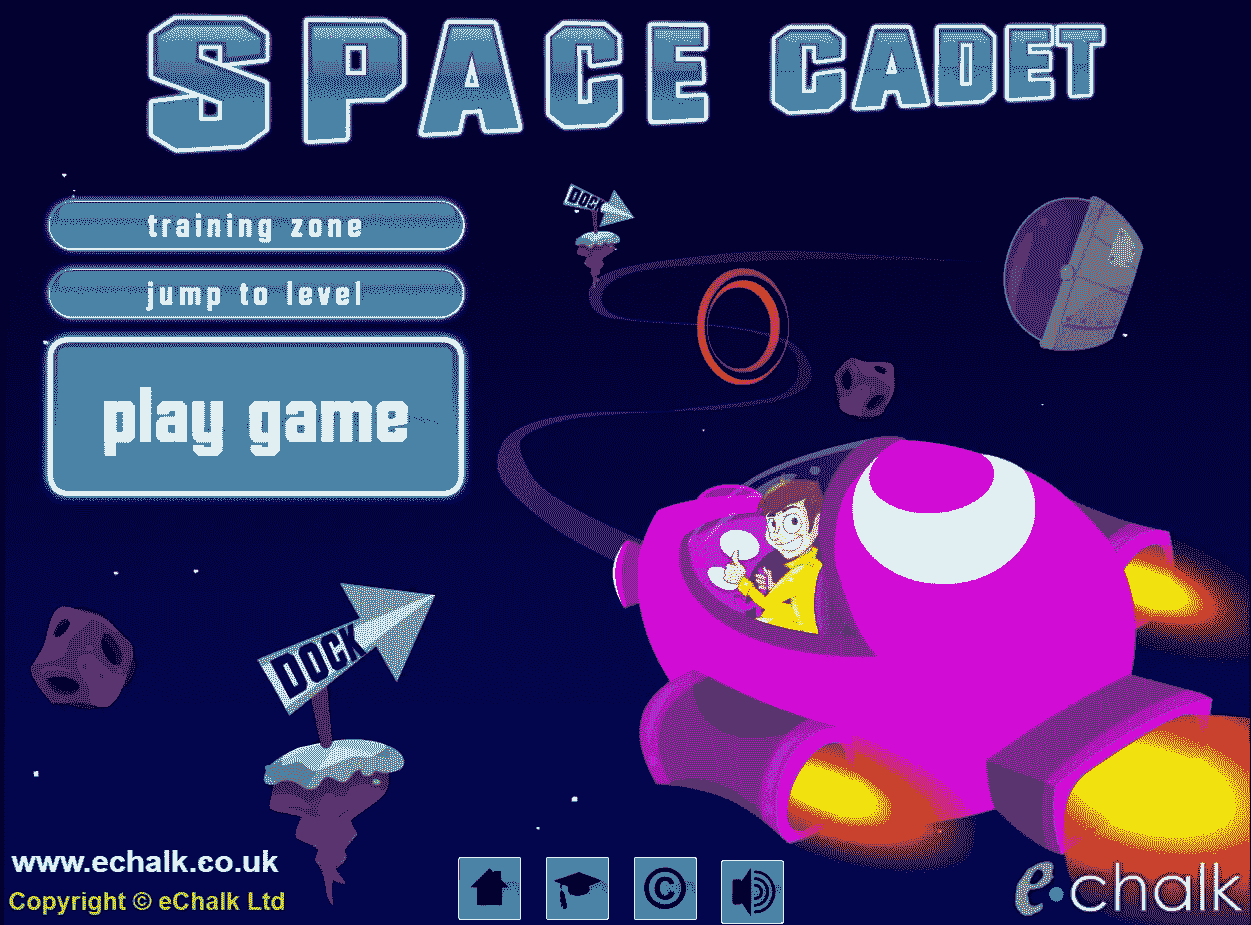 SPACE CADET
training zone
jump to level
play game
DOCK
DOCK
www.echalk.co.uk
Copyright © eChalk Ltd
©
e·chalk